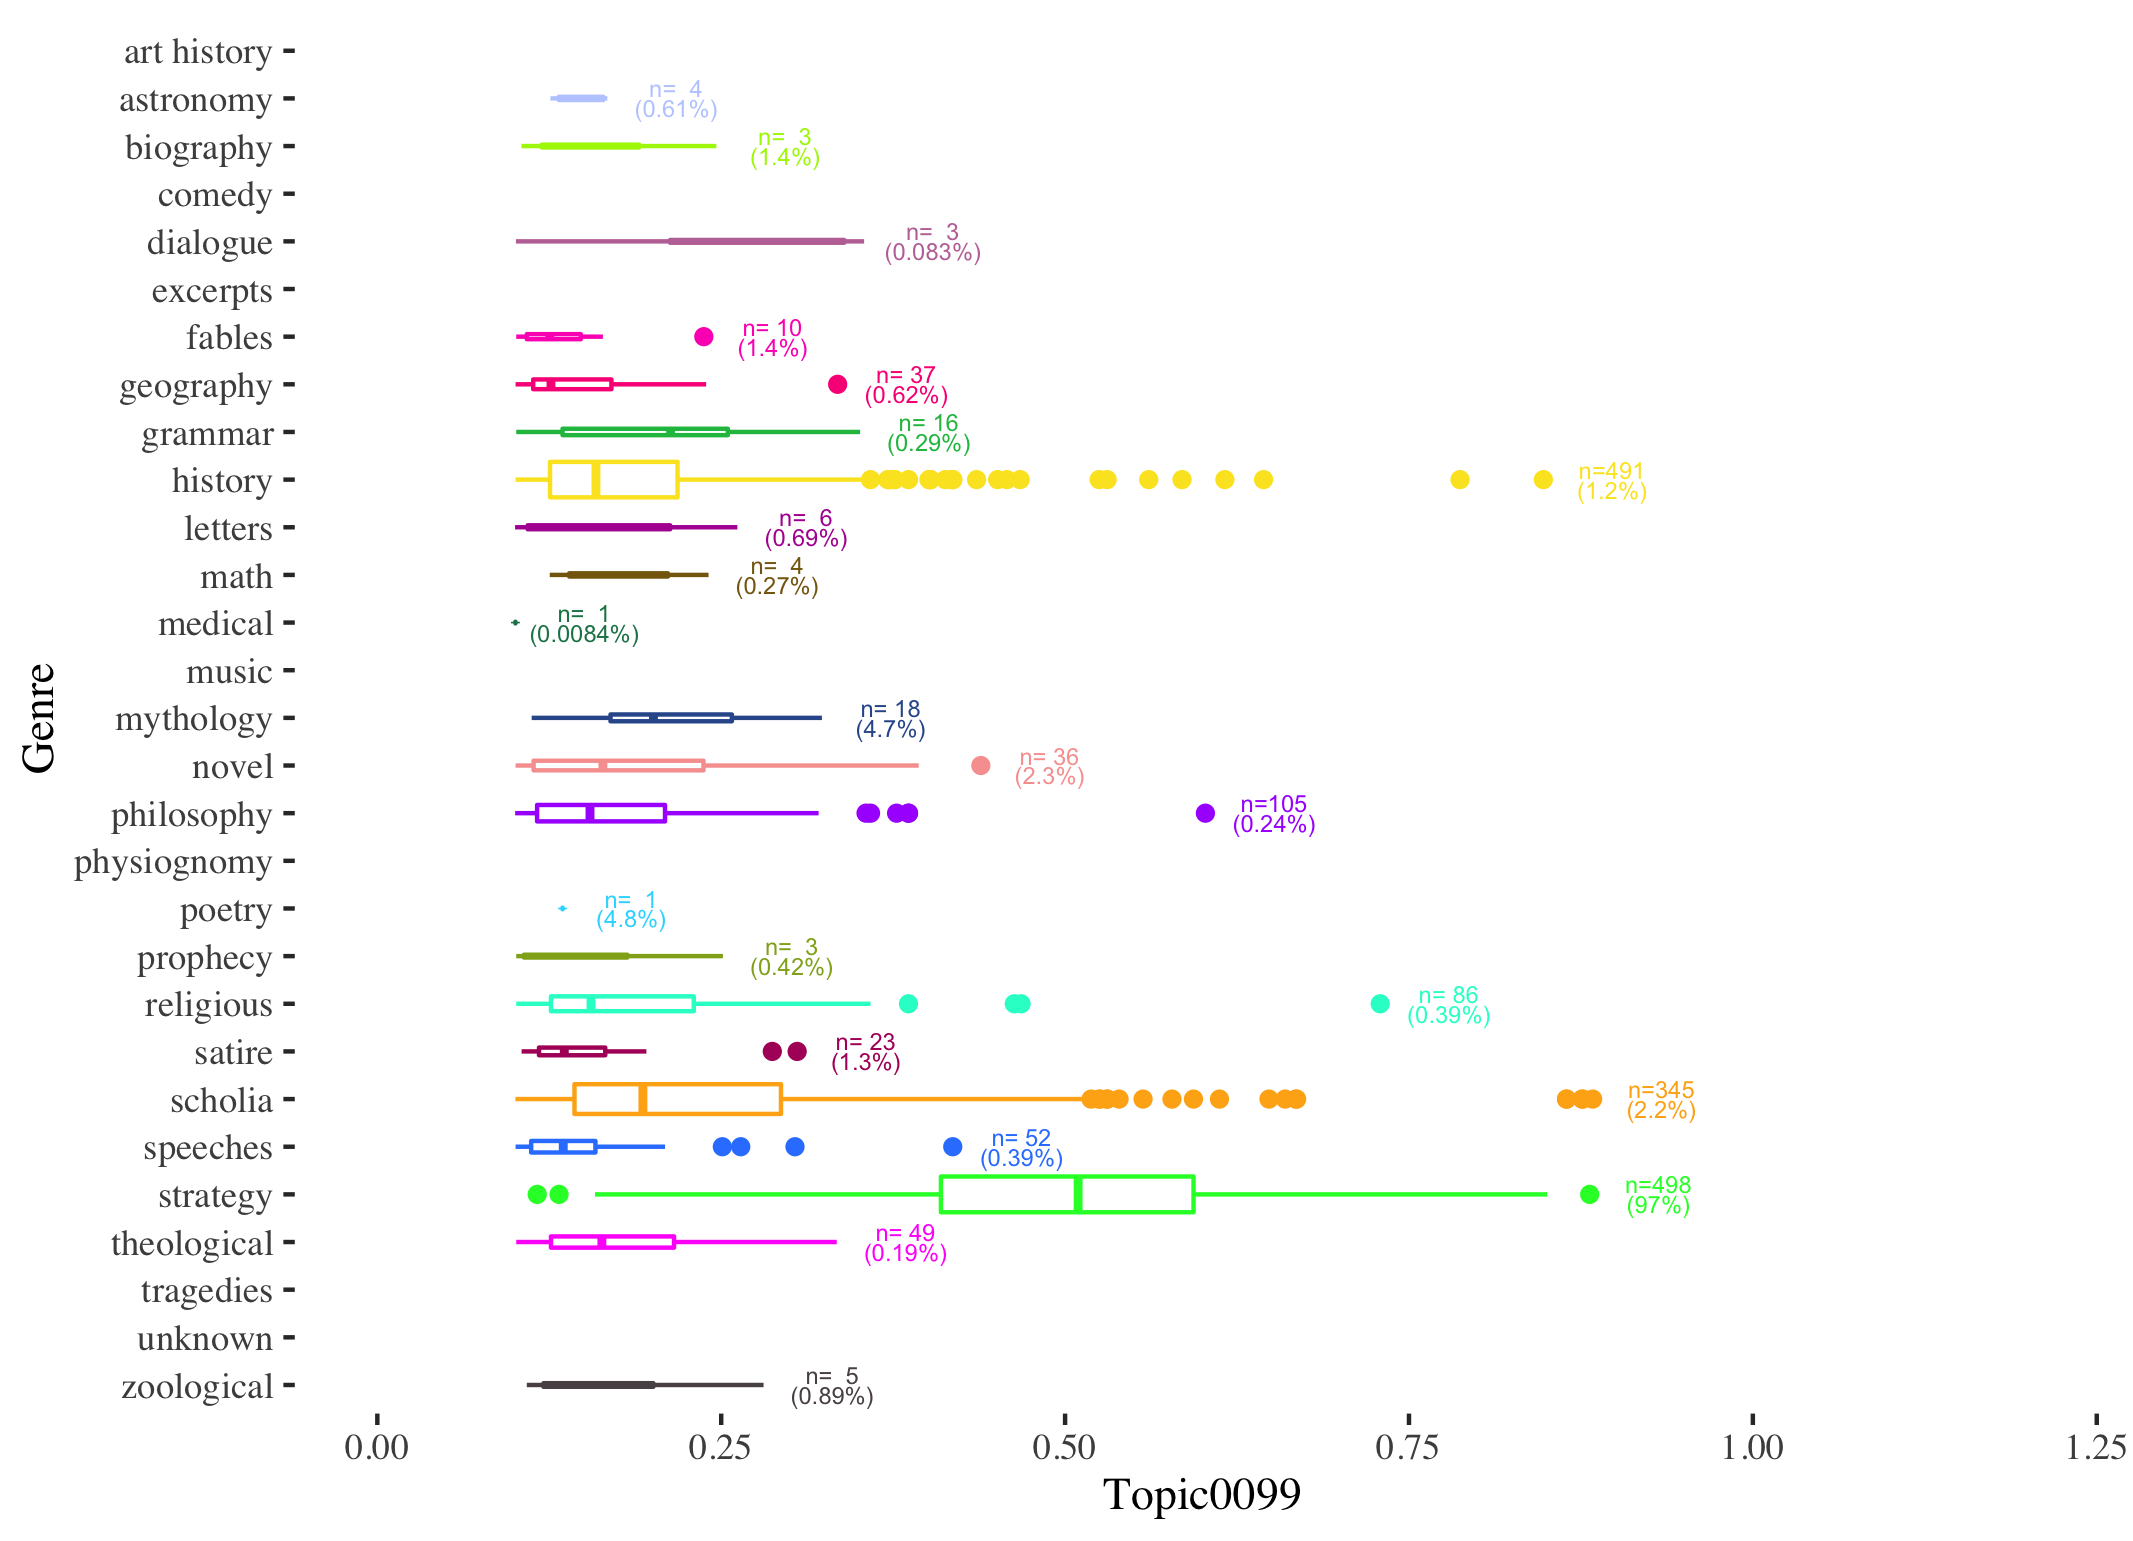 art history
astronomy
n=  4
(0.61%)
biography
n=  3
(1.4%)
comedy
dialogue
n=  3
(0.083%)
excerpts
fables
n= 10
(1.4%)
geography
n= 37
(0.62%)
grammar
n= 16
(0.29%)
history
n=491
(1.2%)
letters
n=  6
(0.69%)
math
n=  4
(0.27%)
medical
n=  1
(0.0084%)
music
mythology
n= 18
(4.7%)
novel
n= 36
(2.3%)
philosophy
n=105
(0.24%)
physiognomy
poetry
n=  1
(4.8%)
prophecy
n=  3
(0.42%)
religious
n= 86
(0.39%)
satire
n= 23
(1.3%)
scholia
n=345
(2.2%)
speeches
n= 52
(0.39%)
strategy
n=498
(97%)
theological
n= 49
(0.19%)
tragedies
unknown
zoological
n=  5
(0.89%)
Genre
0.00 0.25 0.50 0.75 1.00 1.25
Topic0099